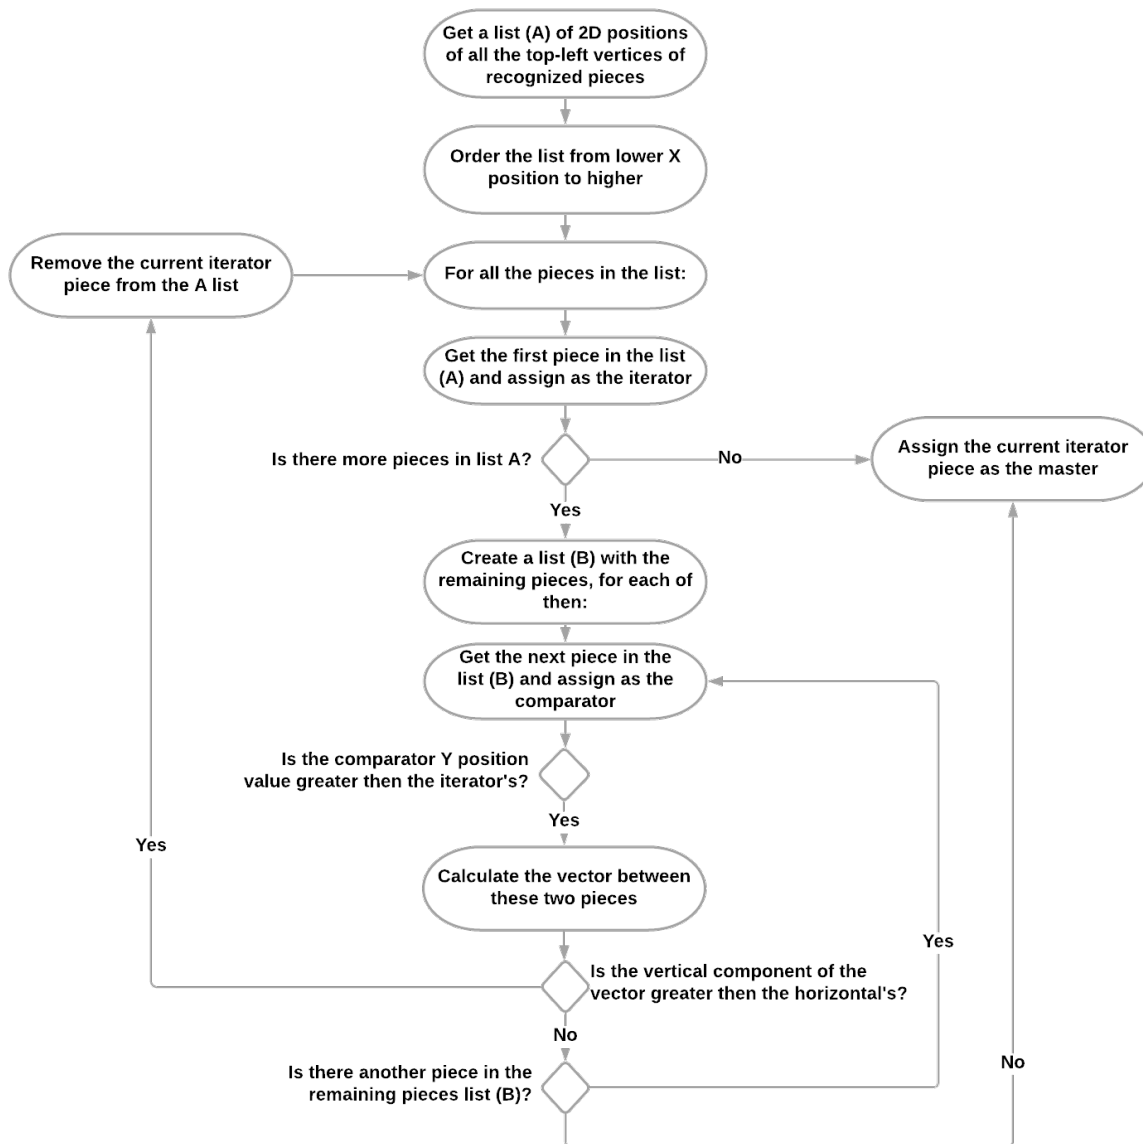 Get a list (A) of 2D positions
of all the top-left vertices of
recognized pieces
Order the list from lower X
position to higher
Remove the current iterator
piece from the A list
For all the pieces in the list:
Get the first piece in the list
(A) and assign as the iterator
Is there more pieces in list A?
No
Assign the current iterator
piece as the master
Yes
Create a list (B) with the
remaining pieces, for each of
then:
Get the next piece in the
list (B) and assign as the
comparator
Is the comparator Y position
value greater then the iterator's?
Yes
Yes
Calculate the vector between
these two pieces
Yes
Is the vertical component of the
vector greater then the horizontal's?
No
Is there another piece in the
remaining pieces list (B)?
No